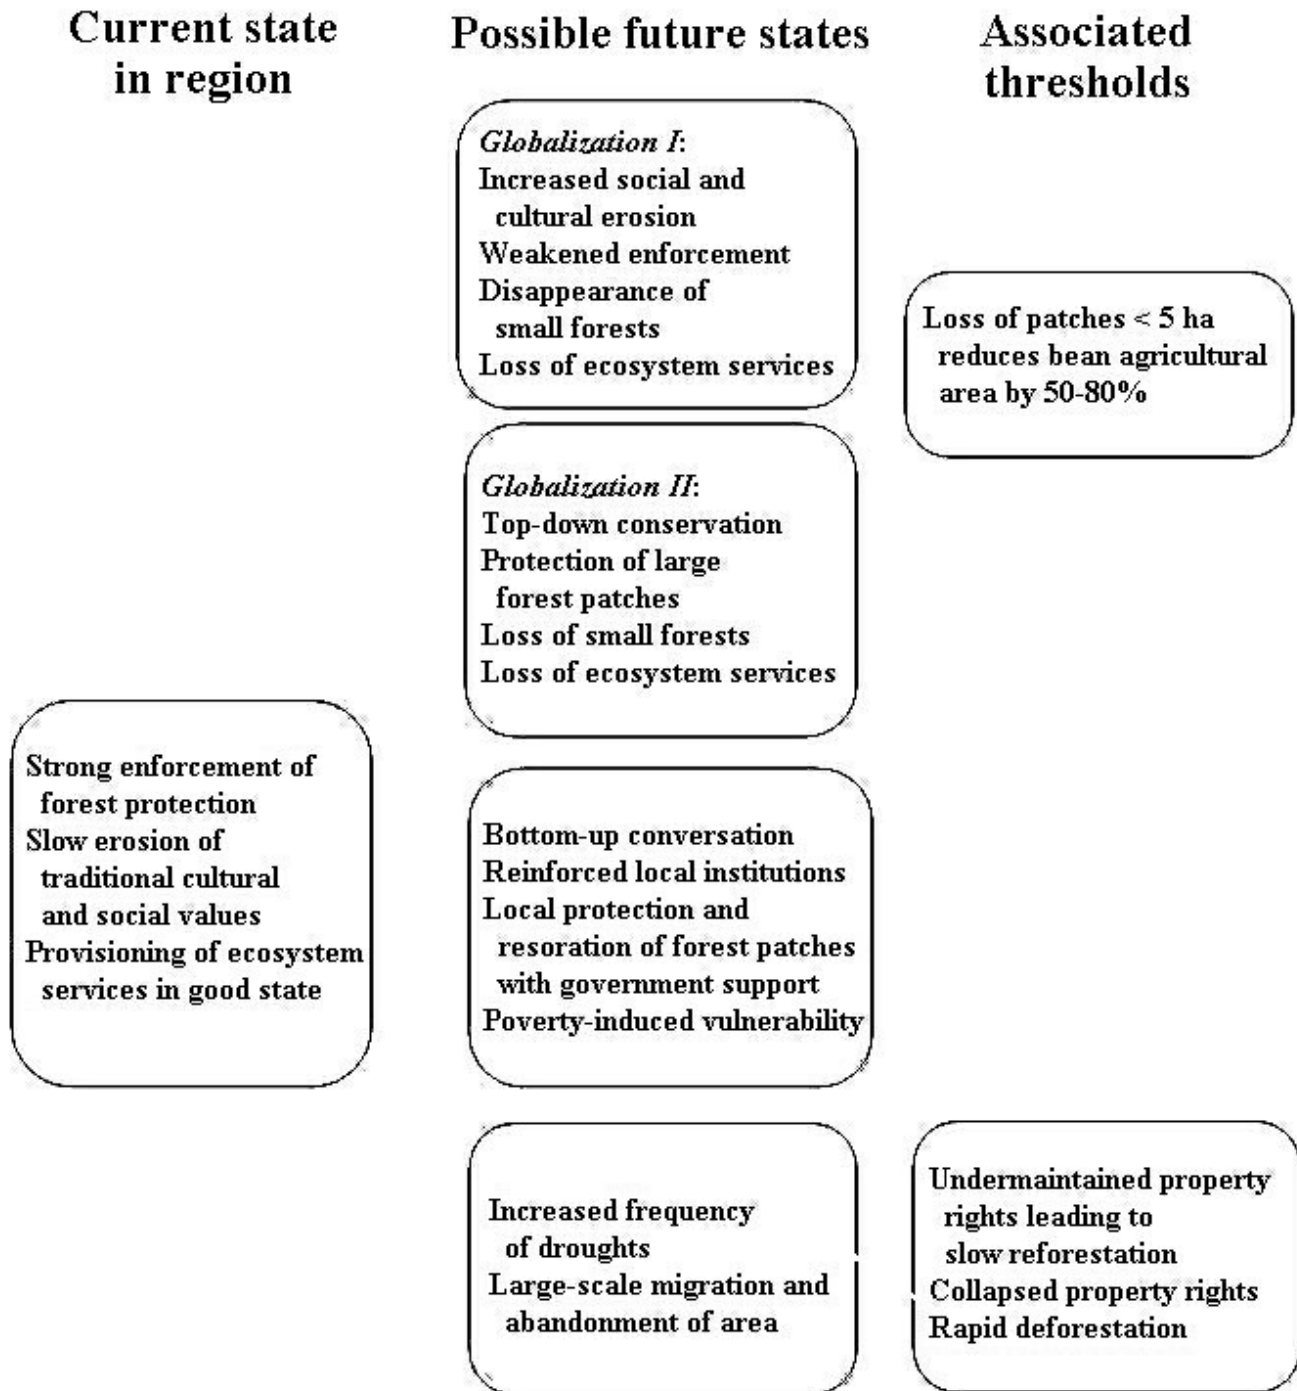 Current state
in region
Possible future states
Associated
thresholds
Globalization I:
Increased social and
cultural erosion
Weakened enforcement
Disappearance of
small forests
Loss of ecosystem services
Loss of patches < 5 ha
reduces bean agricultural
area by 50-80%
Globalization II:
Top-down conservation
Protection of large
forest patches
Loss of small forests
Loss of ecosystem services
Strong enforcement of
forest protection
Slow erosion of
traditional cultural
and social values
Provisioning of ecosystem
services in good state
Bottom-up conversation
Reinforced local institutions
Local protection and
resoration of forest patches
with government support
Poverty-induced vulnerability
Increased frequency
of droughts
Large-scale migration and
abandonment of area
Undermaintained property
rights leading to
slow reforestation
Collapsed property rights
Rapid deforestation